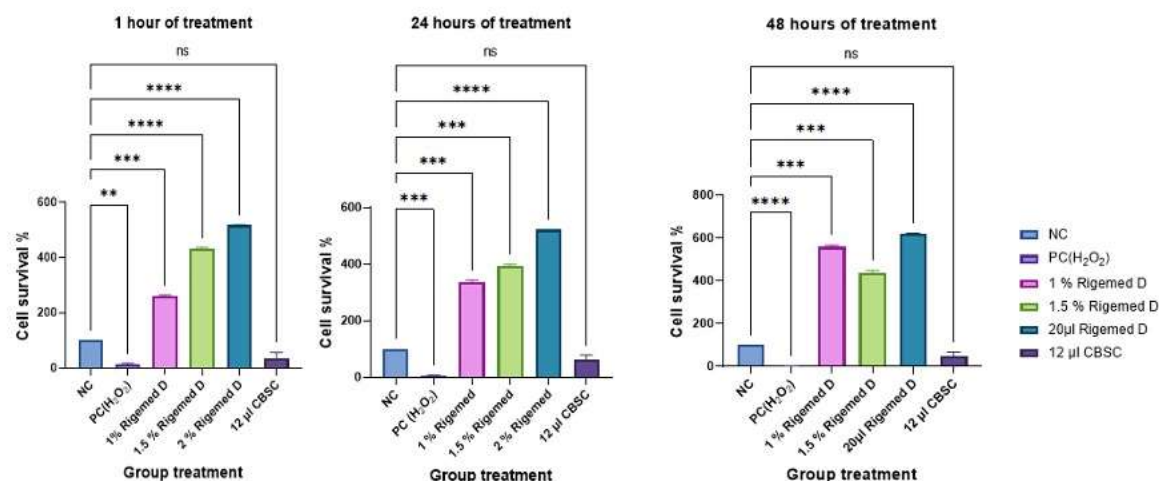 1 hour of treatment
ns
****
****
***
**
Cell survival %
600
400
200
0
NC
PC(H₂O₂)
1% Rigemed D
1.5 % Rigemed D
2 % Rigemed D
12 µl CBSC
Group treatment
24 hours of treatment
ns
****
***
***
***
Cell survival %
600
400
200
0
NC
PC (H₂O₂)
1 % Rigemed
1.5 % Rigemed
2 % Rigemed
12 µl CBSC
Group treatment
48 hours of treatment
ns
****
***
***
****
Cell survival %
800
600
400
200
0
NC
PC(H₂O₂)
1 % Rigemed D
1.5 % Rigemed D
20µl Rigemed D
12 µl CBSC
Group treatment
NC
PC(H₂O₂)
1 % Rigemed D
1.5 % Rigemed D
20µl Rigemed D
12 µl CBSC